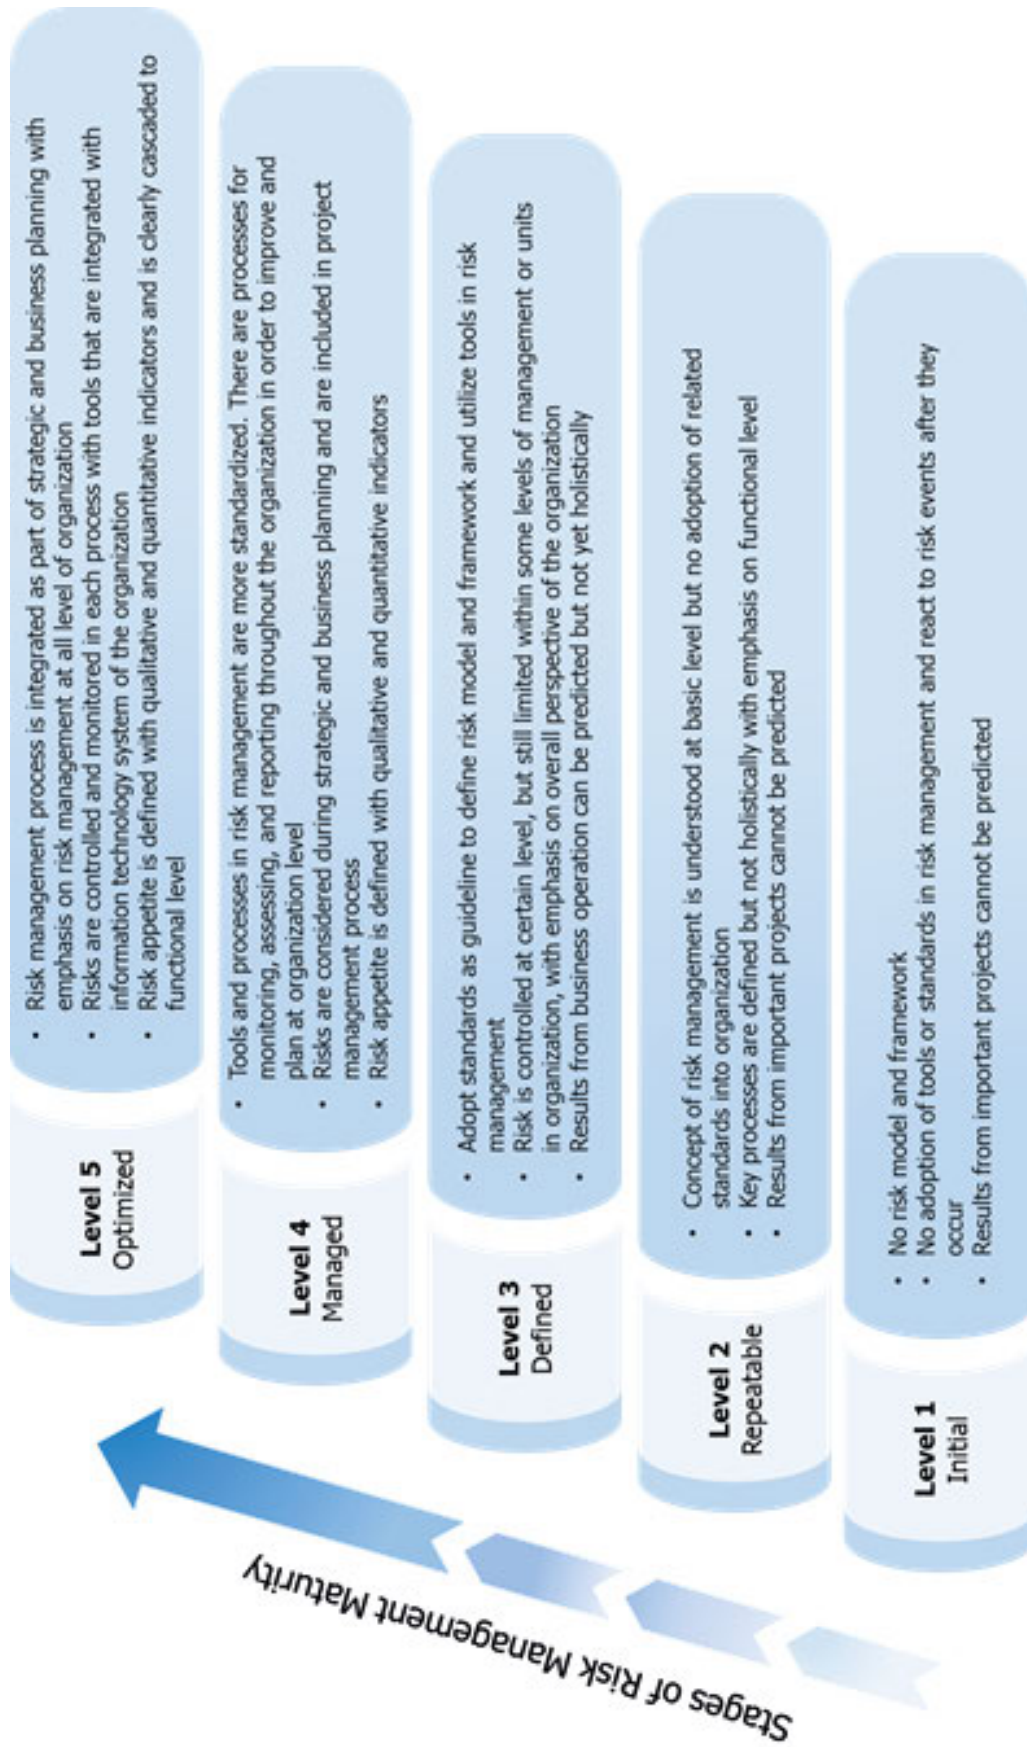 Level 5
Optimized
• Risk management process is integrated as part of strategic and business planning with
emphasis on risk management at all level of organization
• Risks are controlled and monitored in each process with tools that are integrated with
information technology system of the organization
• Risk appetite is defined with qualitative and quantitative indicators and is clearly cascaded to
functional level
Level 4
Managed
• Tools and processes in risk management are more standardized. There are processes for
monitoring, assessing, and reporting throughout the organization in order to improve and
plan at organization level
• Risks are considered during strategic and business planning and are included in project
management process
• Risk appetite is defined with qualitative and quantitative indicators
Level 3
Defined
• Adopt standards as guideline to define risk model and framework and utilize tools in risk
management
• Risk is controlled at certain level, but still limited within some levels of management or units
in organization, with emphasis on overall perspective of the organization
• Results from business operation can be predicted but not yet holistically
Level 2
Repeatable
• Concept of risk management is understood at basic level but no adoption of related
standards into organization
• Key processes are defined but not holistically with emphasis on functional level
• Results from important projects cannot be predicted
Level 1
Initial
• No risk model and framework
• No adoption of tools or standards in risk management and react to risk events after they
occur
• Results from important projects cannot be predicted
Stages of Risk Management Maturity